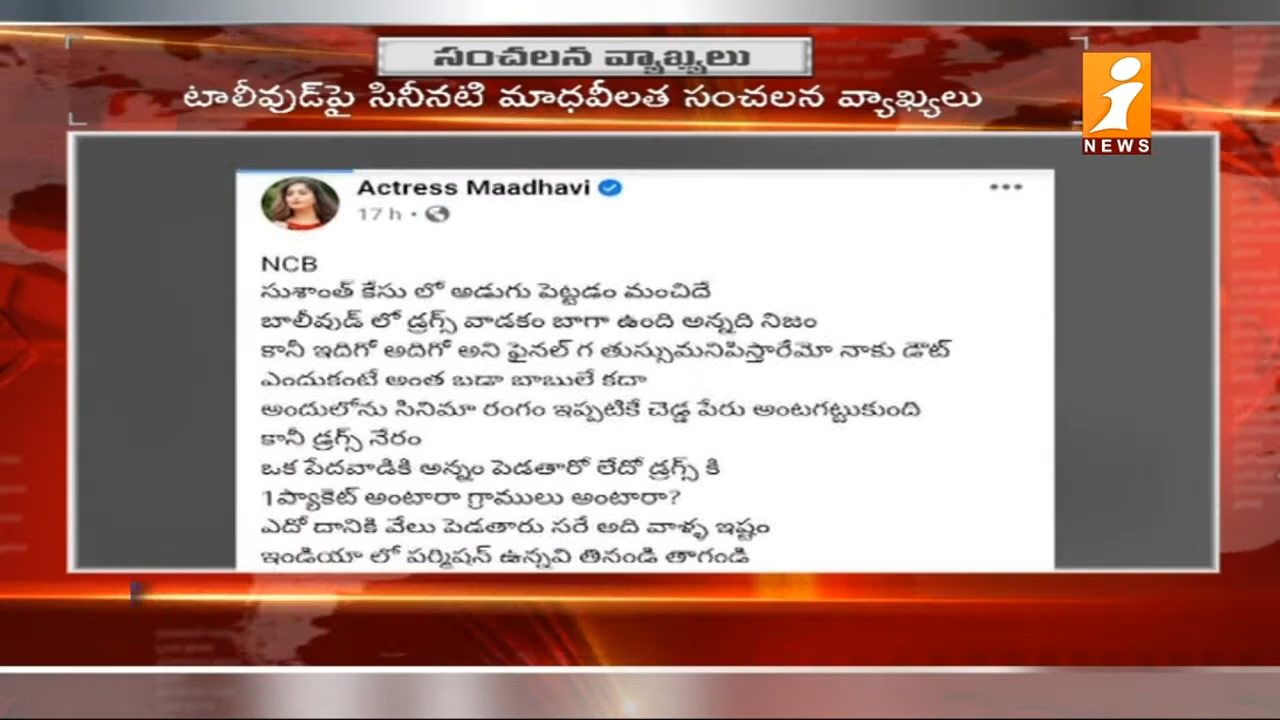 సంచలన వ్యాఖ్యలు
టాలీవుడ్‌పై సినీనటి మాధవీలత సంచలన వ్యాఖ్యలు
i
NEWS
Actress Maadhavi
17 h
NCB
సుశాంత్ కేసు లో అడుగు పెట్టడం మంచిదే
బాలీవుడ్ లో డ్రగ్స్ వాడకం బాగా ఉంది అన్నది నిజం
కానీ ఇదిగో అదిగో అని ఫైనల్ గ తుస్సుమనిపిస్తారేమో నాకు డౌట్
ఎందుకంటే అంత బడా బాబులే కదా
అందులోను సినిమా రంగం ఇప్పటికే చెడ్డ పేరు అంటగట్టుకుంది
కానీ డ్రగ్స్ నేరం
ఒక పేదవాడికి అన్నం పెడతారో లేదో డ్రగ్స్ కి
1ప్యాకెట్ అంటారా గ్రాములు అంటారా?
ఎదో దానికి వేలు పెడతారు సరే అది వాళ్ళ ఇష్టం
ఇండియా లో పర్మిషన్ ఉన్నవి తినండి తాగండి